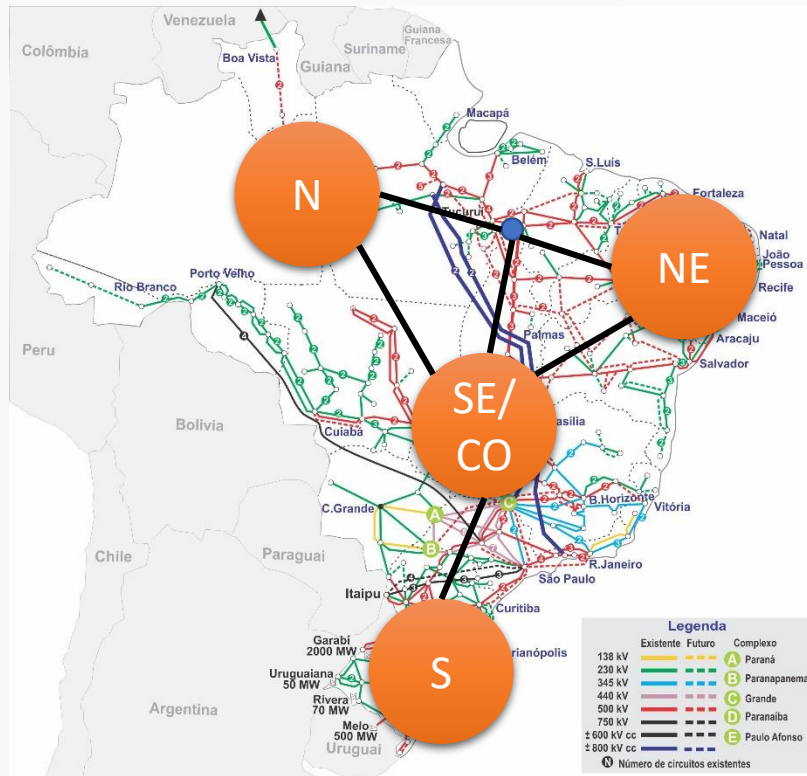 Venezuela
Guiana
Francesa
Suriname
Colômbia
Boa Vista
Guiana
Macapá
Belém
S.Luís
N
Fortaleza
Tucuruí
Natal
João
Pessoa
NE
Recife
Porto Velho
Rio Branco
Maceió
Palmas
Aracaju
Salvador
Peru
SE/
CO
Bolivia
Cuiabá
B.Horizonte
Vitória
C.Grande
A
B
C
Chile
Paraguai
R.Janeiro
São Paulo
Itaipu
Curitiba
Garabi
2000 MW
S
Uruguaiana
50 MW
Rivera
70 MW
Melo
500 MW
Argentina
Uruguai
Legenda
Existente Futuro Complexo
138 kV A Paraná
230 kV B Paranapanema
345 kV
440 kV C Grande
500 kV D Paranaíba
750 kV
±600 kV cc E Paulo Afonso
±800 kV cc
N Número de circuitos existentes